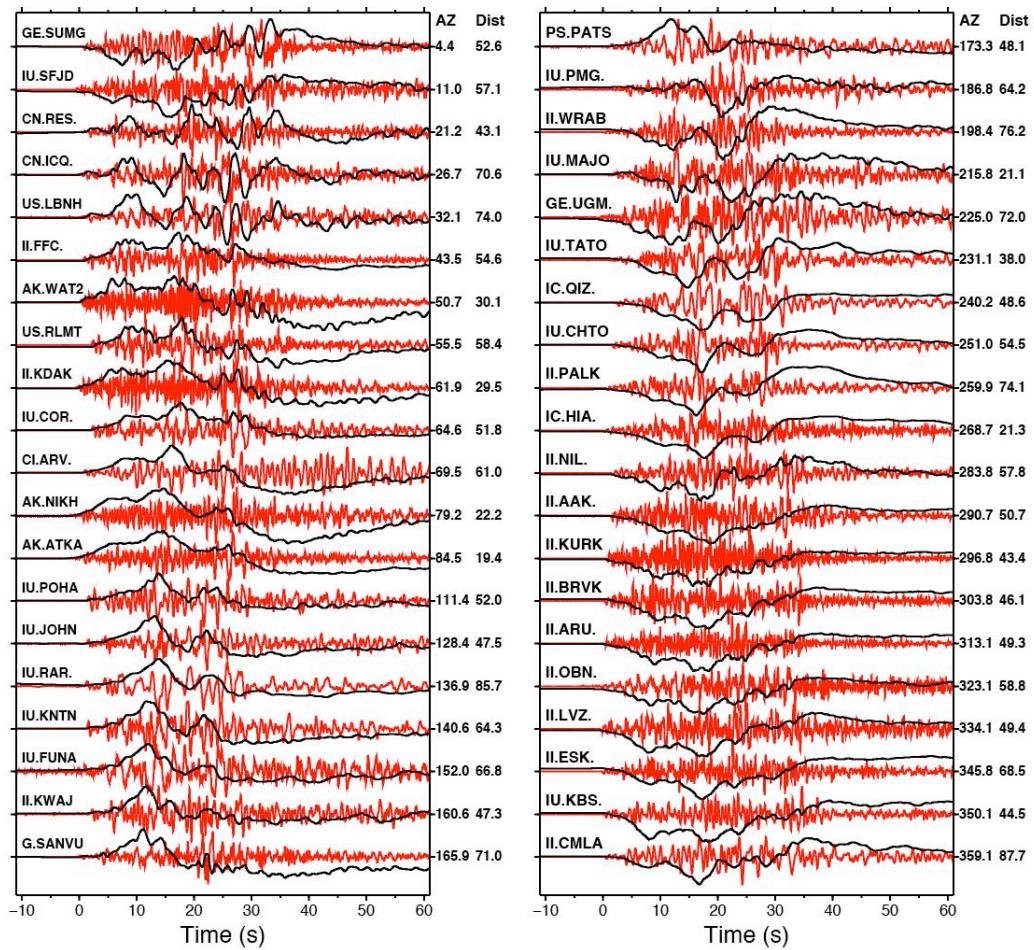 AZ Dist
GE.SUMG 4.4 52.6
IU.SFJD 11.0 57.1
CN.RES. 21.2 43.1
CN.ICQ. 26.7 70.6
US.LBNH 32.1 74.0
II.FFC. 43.5 54.6
AK.WAT2 50.7 30.1
US.RLMT 55.5 58.4
II.KDAK 61.9 29.5
IU.COR. 64.6 51.8
CI.ARV. 69.5 61.0
AK.NIKH 79.2 22.2
AK.ATKA 84.5 19.4
IU.POHA 111.4 52.0
IU.JOHN 128.4 47.5
IU.RAR. 136.9 85.7
IU.KNTN 140.6 64.3
IU.FUNA 152.0 66.8
II.KWAJ 160.6 47.3
G.SANVU 165.9 71.0
−10 0 10 20 30 40 50 60
Time (s)
AZ Dist
PS.PATS 173.3 48.1
IU.PMG. 186.8 64.2
II.WRAB 198.4 76.2
IU.MAJO 215.8 21.1
GE.UGM. 225.0 72.0
IU.TATO 231.1 38.0
IC.QIZ. 240.2 48.6
IU.CHTO 251.0 54.5
II.PALK 259.9 74.1
IC.HIA. 268.7 21.3
II.NIL. 283.8 57.8
II.AAK. 290.7 50.7
II.KURK 296.8 43.4
II.BRVK 303.8 46.1
II.ARU. 313.1 49.3
II.OBN. 323.1 58.8
II.LVZ. 334.1 49.4
II.ESK. 345.8 68.5
IU.KBS. 350.1 44.5
II.CMLA 359.1 87.7
−10 0 10 20 30 40 50 60
Time (s)